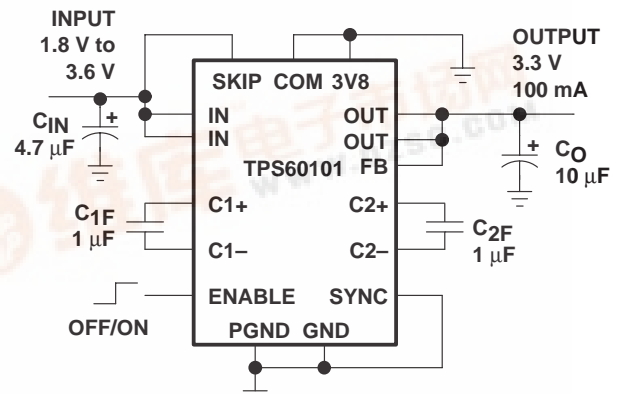 INPUT
1.8 V to
3.6 V
OUTPUT
3.3 V
100 mA
SKIP COM 3V8
IN
IN
OUT
OUT
FB
TPS60101
CIN
4.7 μF
+
+
CO
10 μF
C1F
1 μF
C1+
C1–
C2+
C2–
C2F
1 μF
ENABLE
SYNC
OFF/ON
PGND GND